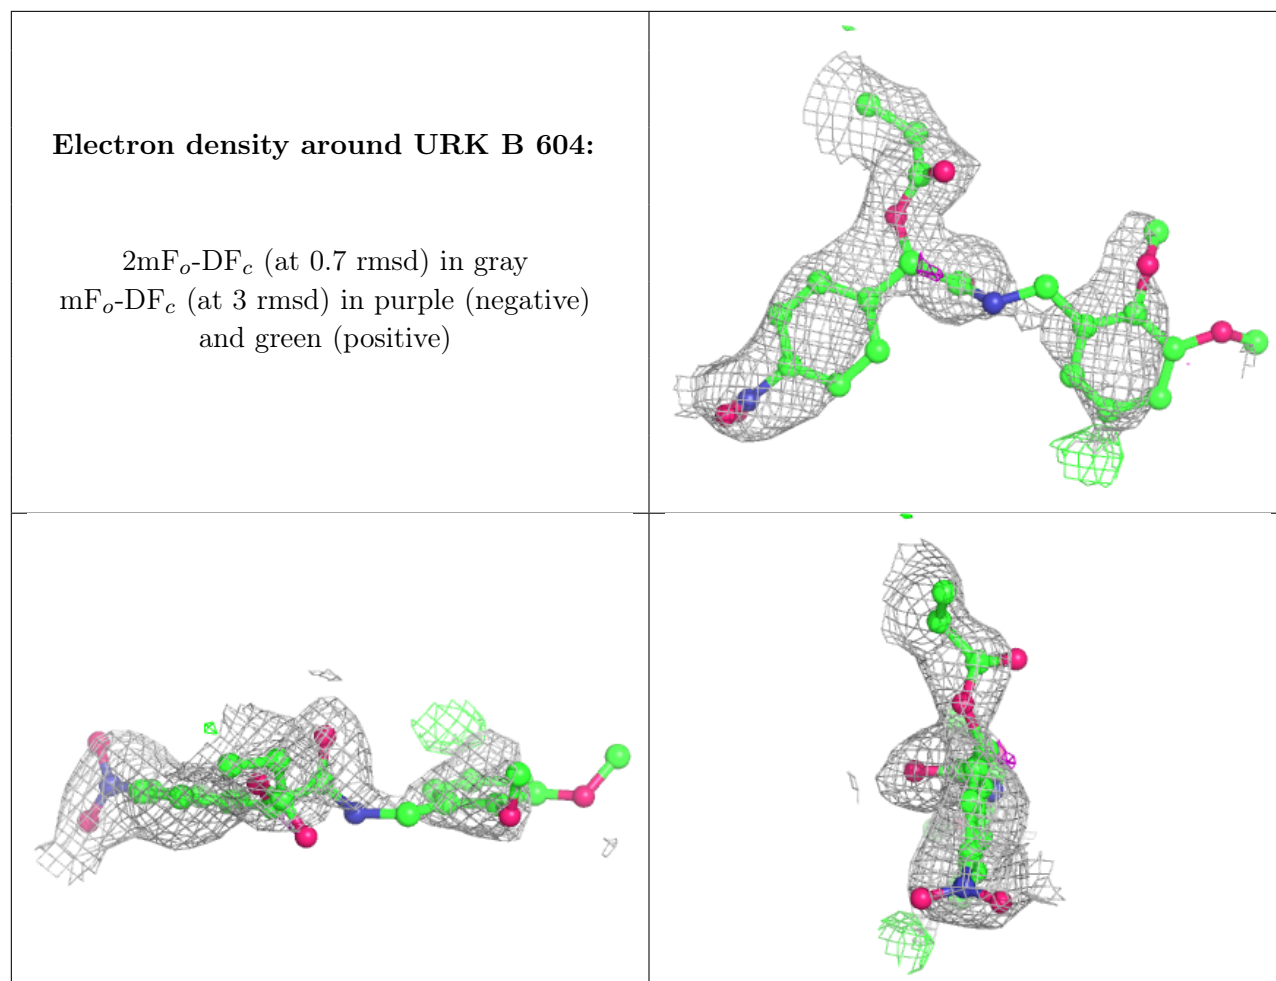 Electron density around URK B 604:
2mFo-DFc (at 0.7 rmsd) in gray
mFo-DFc (at 3 rmsd) in purple (negative)
and green (positive)